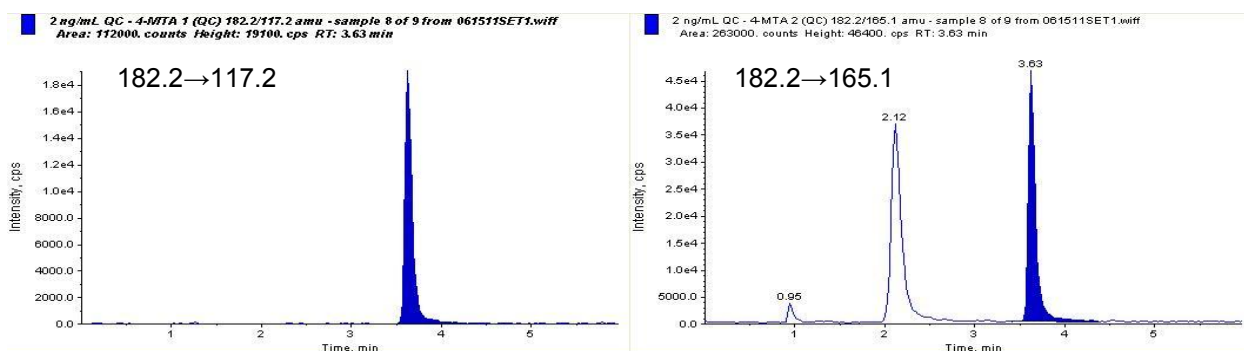 2 ng/mL QC - 4-MTA 1 (QC) 182.2/117.2 amu - sample 8 of 9 from 061511SET1.wiff
Area: 112000. counts Height: 19100. cps RT: 3.63 min
182.2→117.2
1.8e4
1.6e4
1.4e4
1.2e4
1.0e4
8000.0
6000.0
4000.0
2000.0
0.0
Intensity, cps
1 2 3 4 5
Time, min
2 ng/mL QC - 4-MTA 2 (QC) 182.2/165.1 amu - sample 8 of 9 from 061511SET1.wiff
Area: 263000. counts Height: 46400. cps RT: 3.63 min
182.2→165.1
3.63
2.12
0.95
4.5e4
4.0e4
3.5e4
3.0e4
2.5e4
2.0e4
1.5e4
1.0e4
5000.0
0.0
Intensity, cps
1 2 3 4 5
Time, min